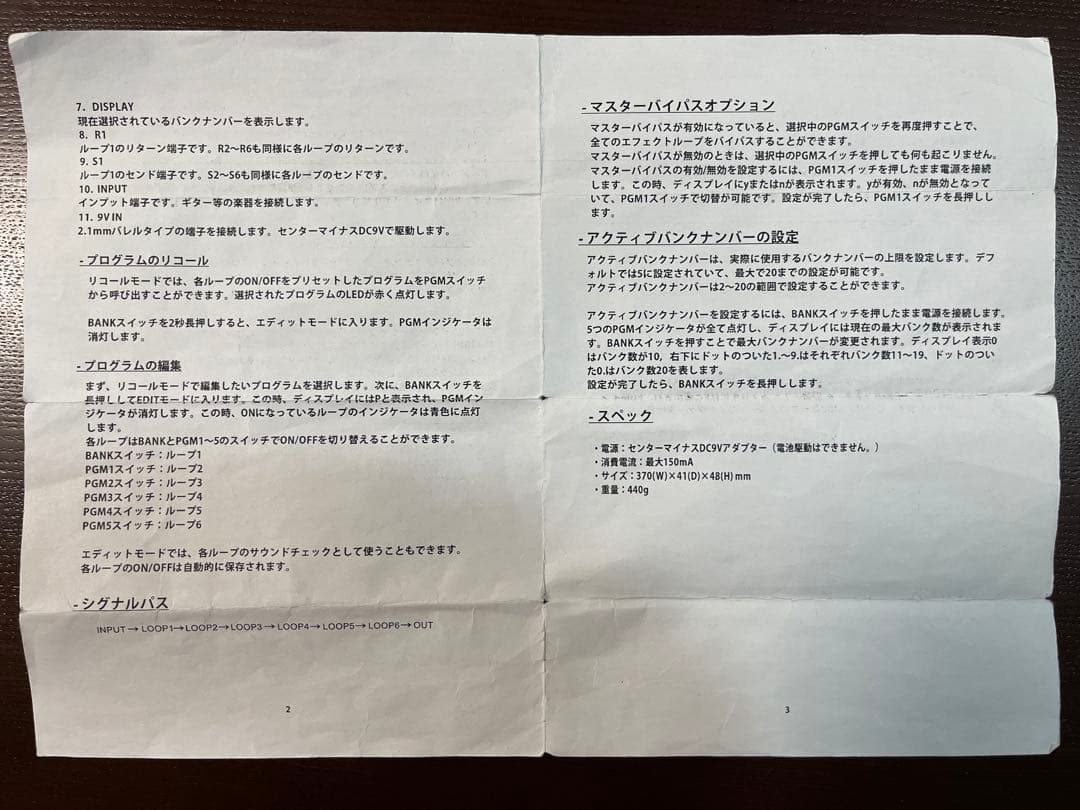 7. DISPLAY
現在選択されているバンクナンバーを表示します。
8. R1
ループ1のリターン端子です。R2〜R6も同様に各ループのリターンです。
9. S1
ループ1のセンド端子です。S2〜S6も同様に各ループのセンドです。
10. INPUT
インプット端子です。ギター等の楽器を接続します。
11. 9V IN
2.1mmバレルタイプの端子を接続します。センターマイナスDC9Vで駆動します。
- プログラムのリコール
リコールモードでは、各ループのON/OFFをプリセットしたプログラムをPGMスイッチ
から呼び出すことができます。選択されたプログラムのLEDが赤く点灯します。
BANKスイッチを2秒長押しすると、エディットモードに入ります。PGMインジケータは
消灯します。
- プログラムの編集
まず、リコールモードで編集したいプログラムを選択します。次に、BANKスイッチを
長押ししてEDITモードに入ります。この時、ディスプレイにはPと表示され、PGMイン
ジケータが消灯します。この時、ONになっているループのインジケータは青色に点灯
します。
各ループはBANKとPGM1〜5のスイッチでON/OFFを切り替えることができます。
BANKスイッチ：ループ1
PGM1スイッチ：ループ2
PGM2スイッチ：ループ3
PGM3スイッチ：ループ4
PGM4スイッチ：ループ5
PGM5スイッチ：ループ6
エディットモードでは、各ループのサウンドチェックとして使うこともできます。
各ループのON/OFFは自動的に保存されます。
- シグナルパス
INPUT→LOOP1→LOOP2→LOOP3→LOOP4→LOOP5→LOOP6→OUT
2
- マスターバイパスオプション
マスターバイパスが有効になっていると、選択中のPGMスイッチを再度押すことで、
全てのエフェクトループをバイパスすることができます。
マスターバイパスが無効のときは、選択中のPGMスイッチを押しても何も起こりません。
マスターバイパスの有効/無効を設定するには、PGM1スイッチを押したまま電源を接続
します。この時、ディスプレイにyまたはnが表示されます。yが有効、nが無効となって
いて、PGM1スイッチで切替が可能です。設定が完了したら、PGM1スイッチを長押しし
ます。
- アクティブバンクナンバーの設定
アクティブバンクナンバーは、実際に使用するバンクナンバーの上限を設定します。デフ
ォルトでは5に設定されていて、最大で20までの設定が可能です。
アクティブバンクナンバーは2〜20の範囲で設定することができます。
アクティブバンクナンバーを設定するには、BANKスイッチを押したまま電源を接続します。
5つのPGMインジケータが全て点灯し、ディスプレイには現在の最大バンク数が表示されま
す。BANKスイッチを押すことで最大バンクナンバーが変更されます。ディスプレイ表示0
はバンク数が10，右下にドットのついた1.〜9.はそれぞれバンク数11〜19、ドットのつい
た0.はバンク数20を表します。
設定が完了したら、BANKスイッチを長押しします。
- スペック
・電源：センターマイナスDC9Vアダプター（電池駆動はできません。）
・消費電流：最大150mA
・サイズ：370(W)×41(D)×48(H) mm
・重量：440g
3